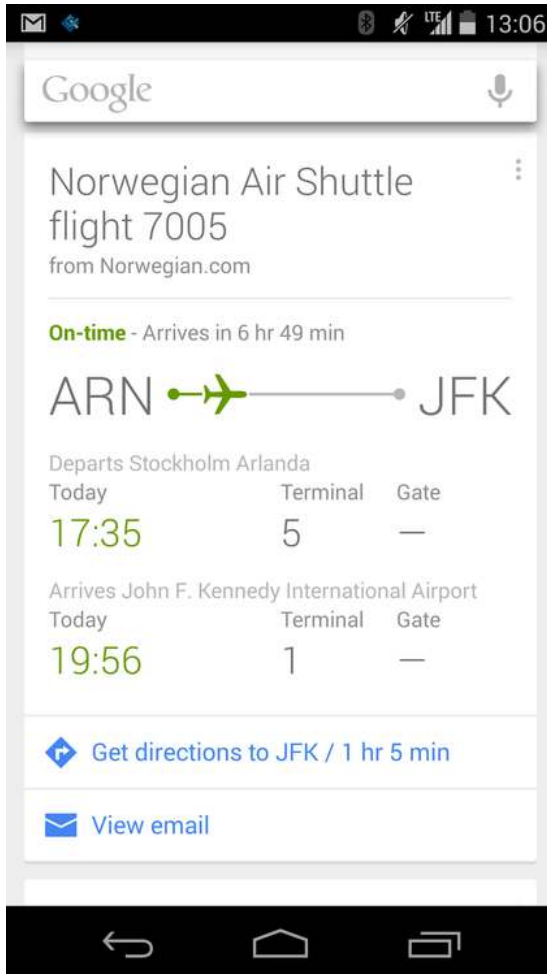 LTE 13:06
Google
Norwegian Air Shuttle
flight 7005
from Norwegian.com
On-time - Arrives in 6 hr 49 min
ARN JFK
Departs Stockholm Arlanda
Today Terminal Gate
17:35 5 —
Arrives John F. Kennedy International Airport
Today Terminal Gate
19:56 1 —
Get directions to JFK / 1 hr 5 min
View email